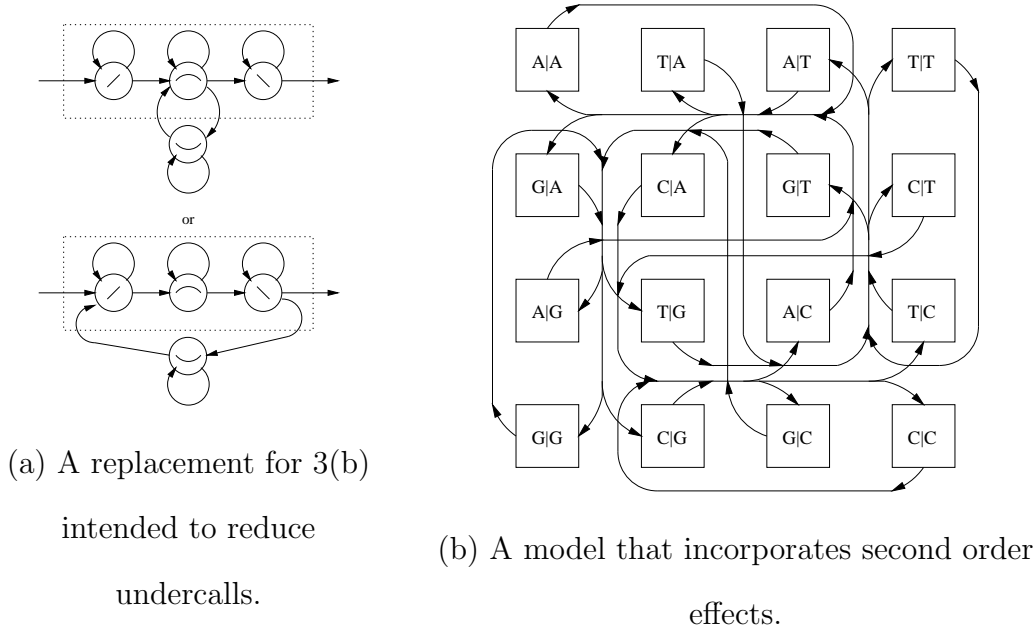 or
(a) A replacement for 3(b)
intended to reduce
undercalls.
A|A T|A A|T T|T
G|A C|A G|T C|T
A|G T|G A|C T|C
G|G C|G G|C C|C
(b) A model that incorporates second order
effects.